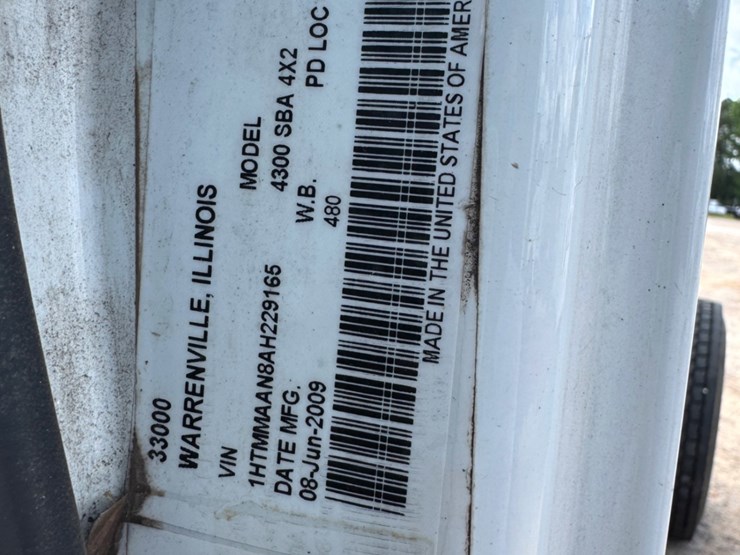 33000
WARRENVILLE, ILLINOIS
VIN MODEL
1HTMMAAN8AH229165 4300 SBA 4X2
DATE MFG. W.B. PD LOC
08-Jun-2009 480
MADE IN THE UNITED STATES OF AMER